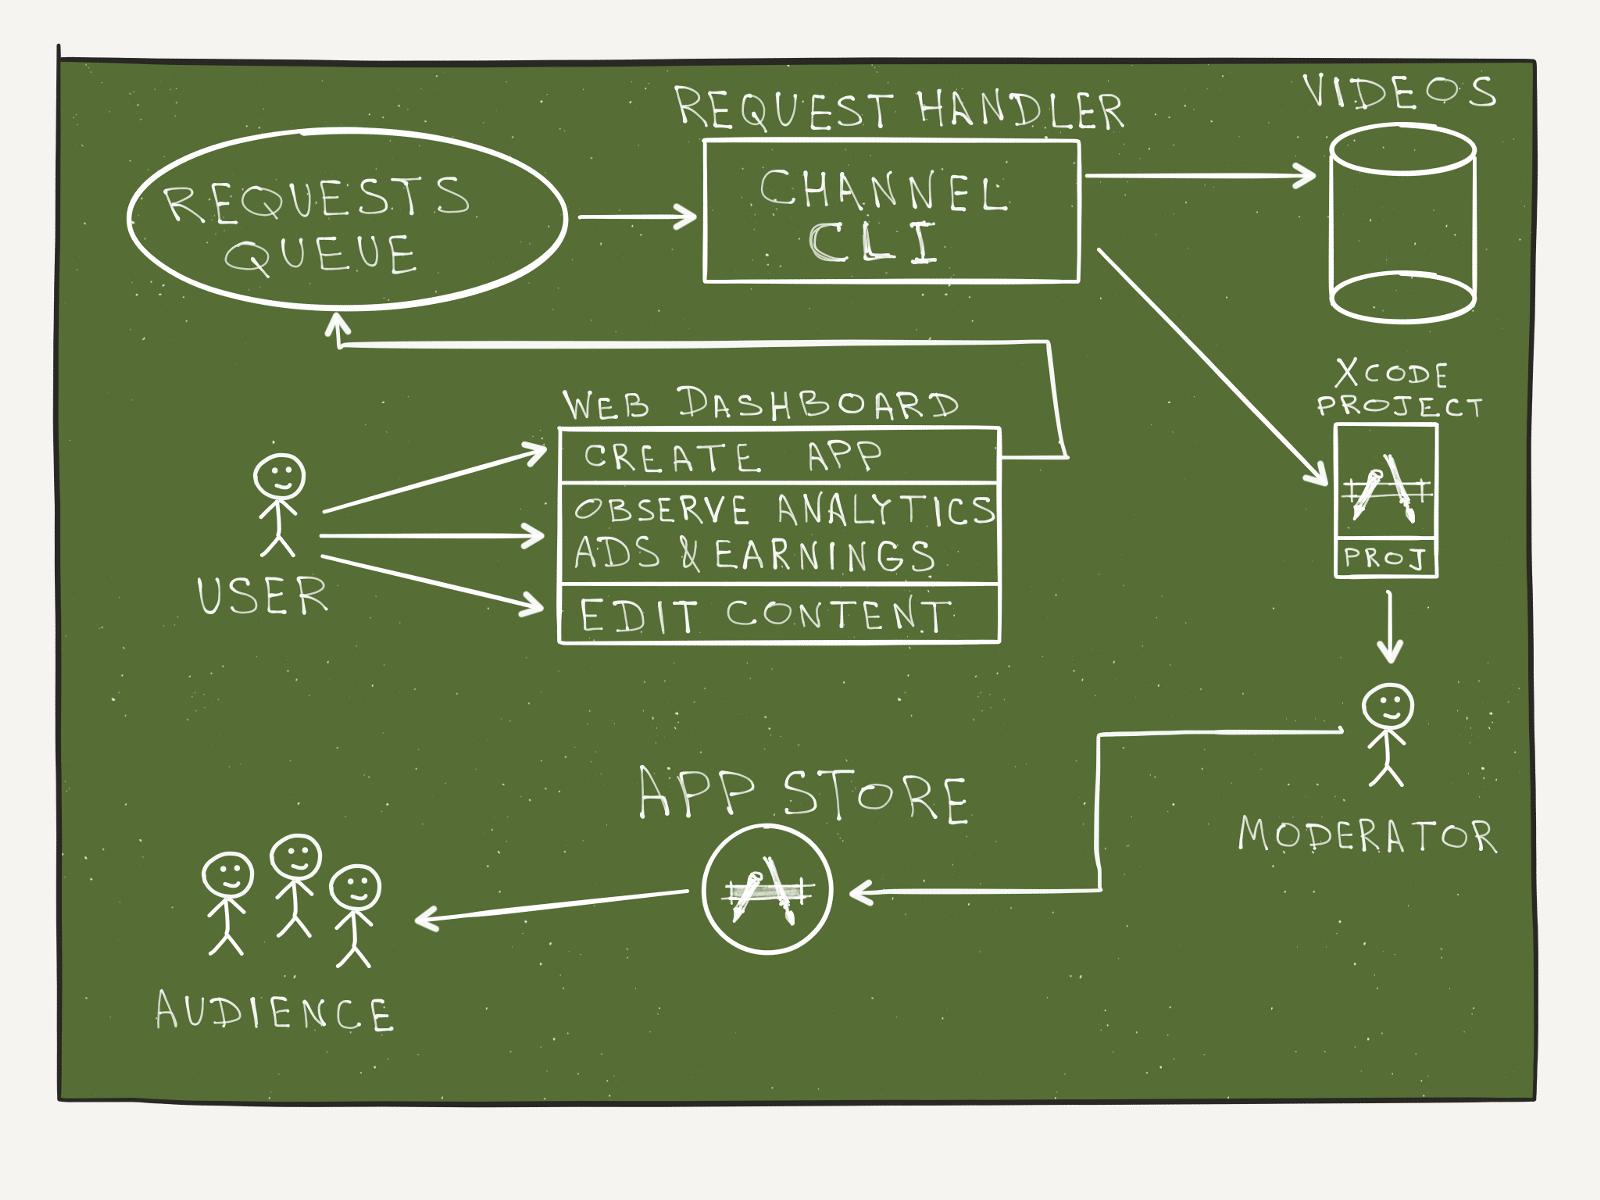 REQUEST HANDLER
VIDEOS
REQUESTS
QUEUE
CHANNEL
CLI
XCODE
PROJECT
PROJ
WEB DASHBOARD
CREATE APP
OBSERVE ANALYTICS
ADS & EARNINGS
EDIT CONTENT
USER
MODERATOR
APP STORE
AUDIENCE